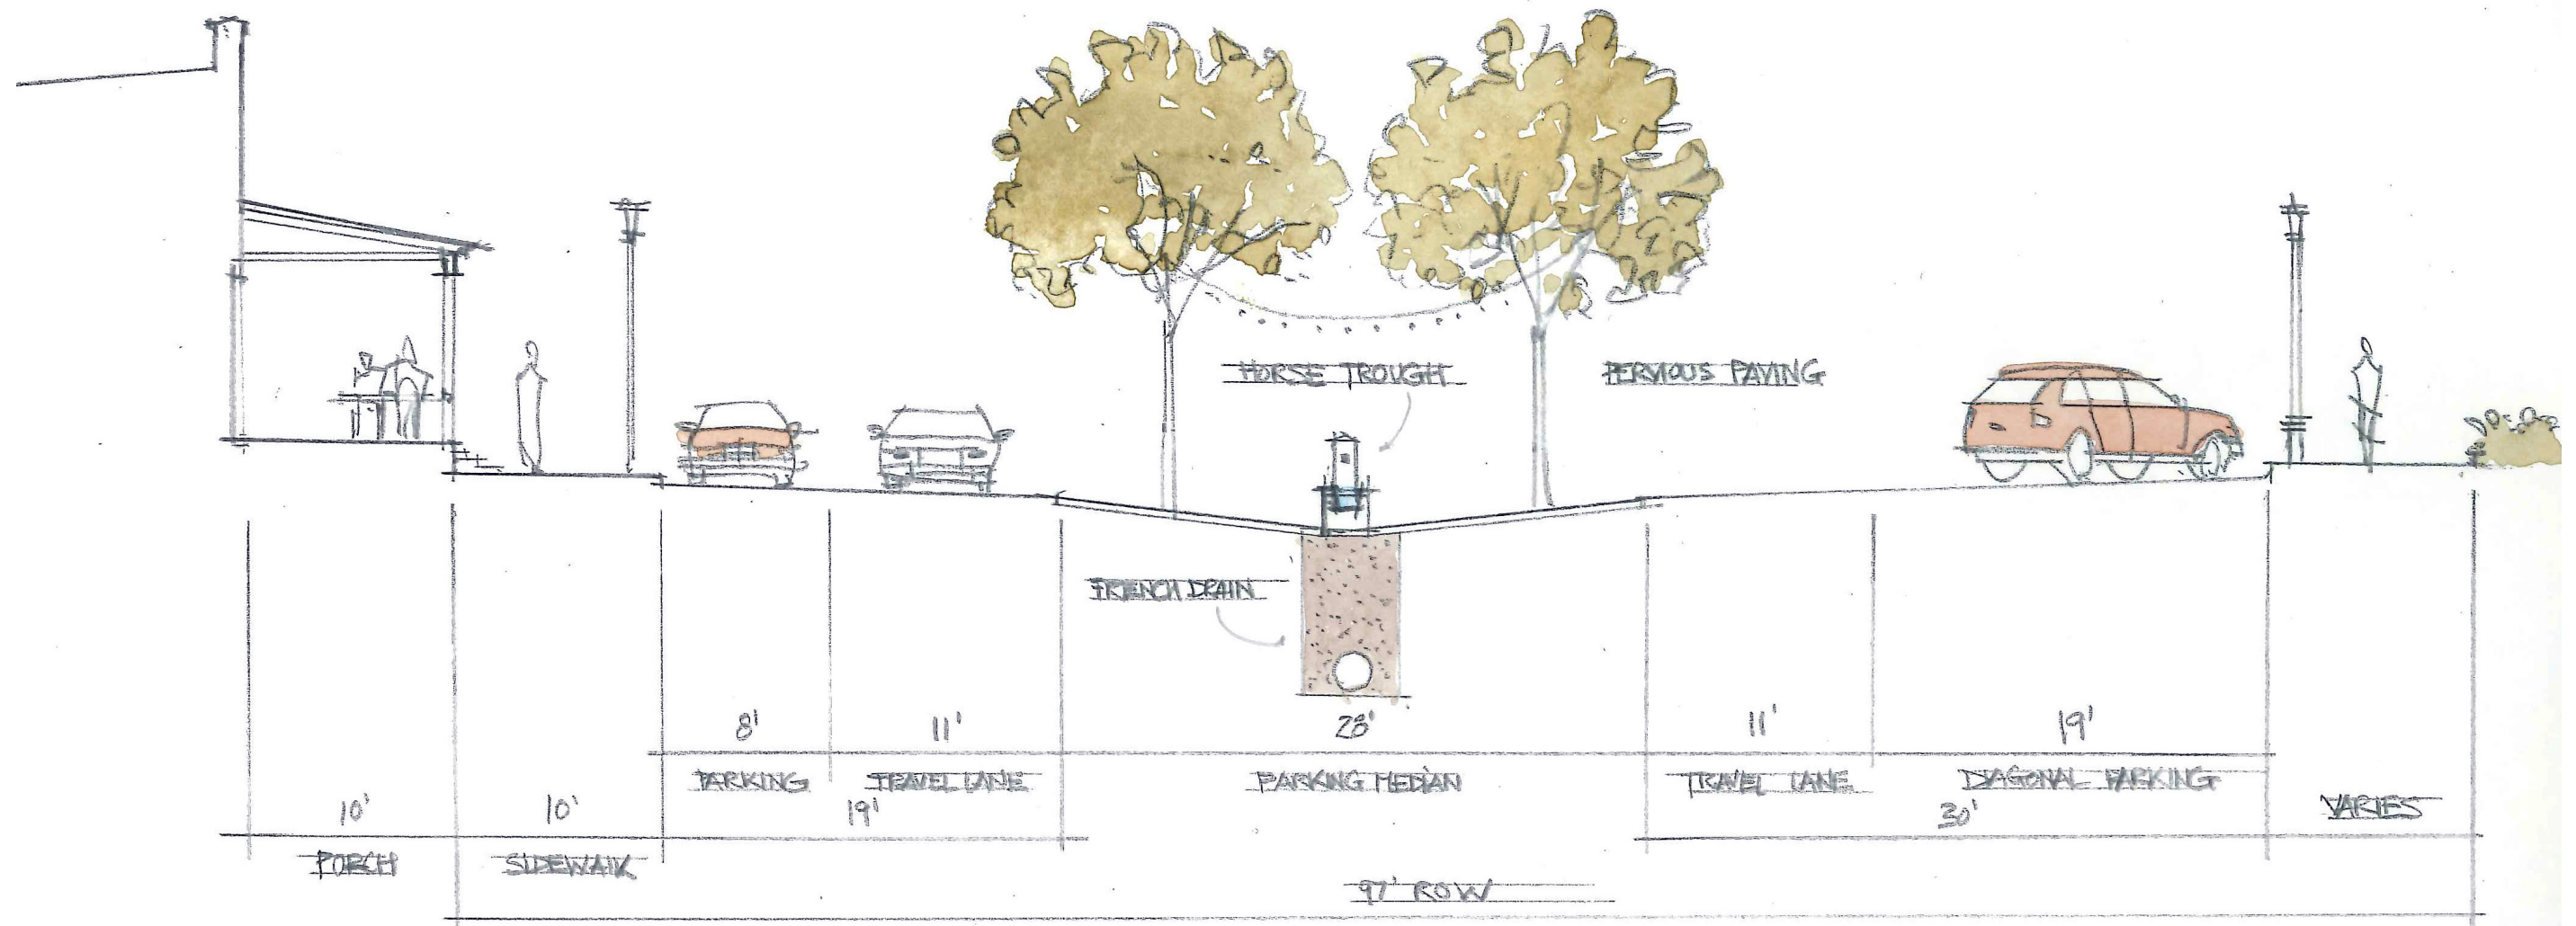 HORSE TROUGH
PERVIOUS PAVING
FRENCH DRAIN
8'
11'
28'
11'
19'
PARKING
TRAVEL LANE
PARKING MEDIAN
TRAVEL LANE
DIAGONAL PARKING
10'
10'
19'
30'
VARIES
PORCH
SIDEWALK
97' ROW